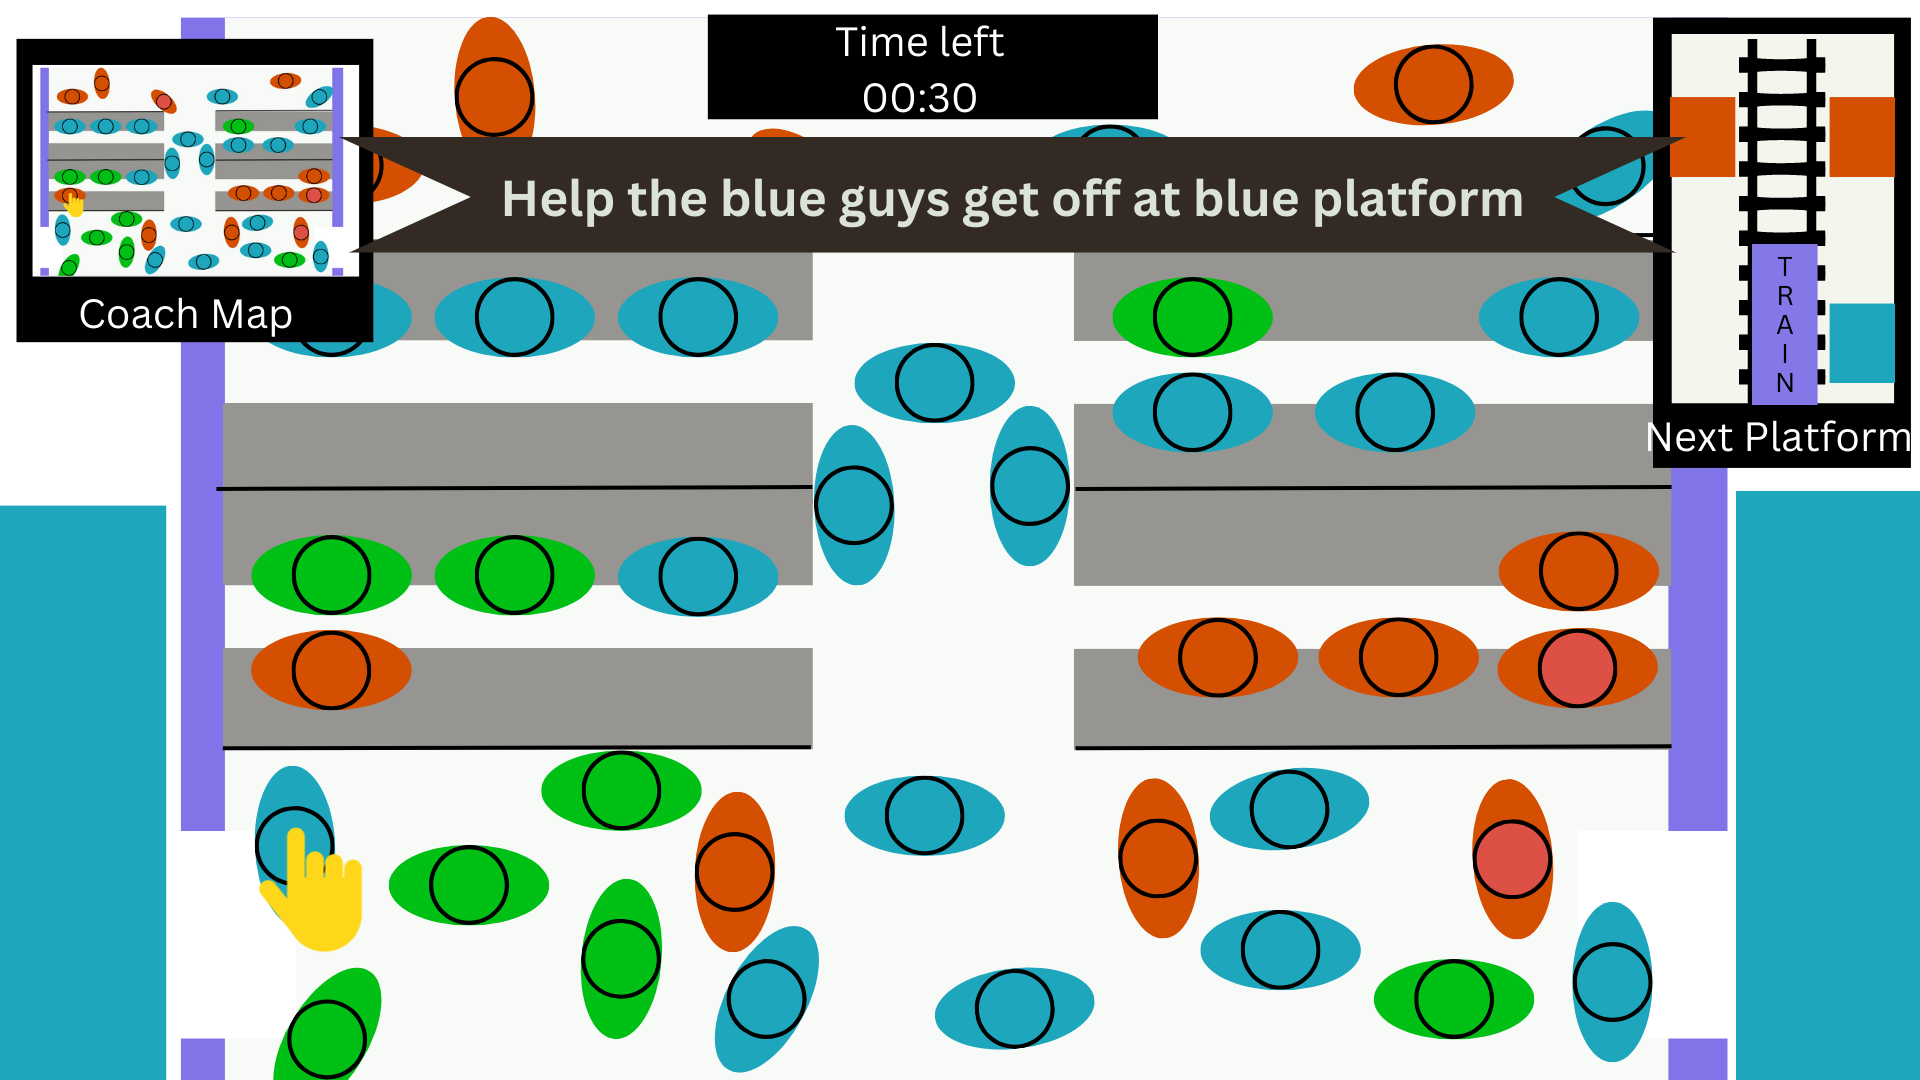 Time left
00:30
Help the blue guys get off at blue platform
Coach Map
T
R
A
I
N
Next Platform